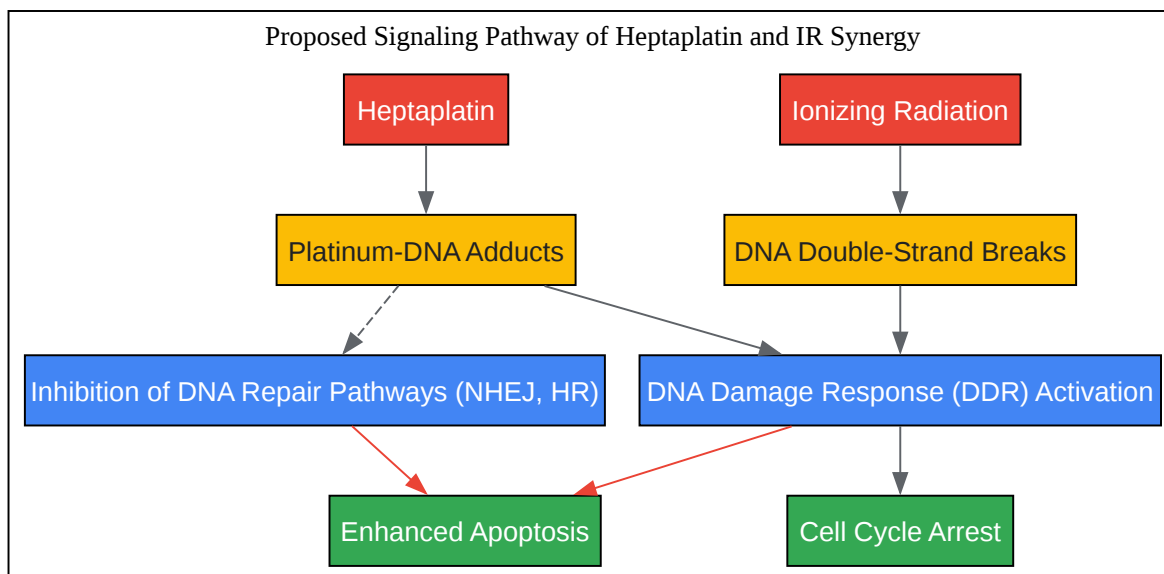 Proposed Signaling Pathway of Heptaplatin and IR Synergy
Heptaplatin
Ionizing Radiation
Platinum-DNA Adducts
DNA Double-Strand Breaks
Inhibition of DNA Repair Pathways (NHEJ, HR)
DNA Damage Response (DDR) Activation
Enhanced Apoptosis
Cell Cycle Arrest